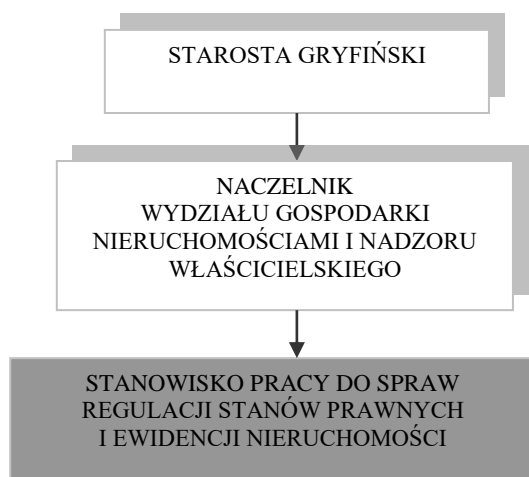 STAROSTA GRYFIŃSKI
NACZELNIK
WYDZIAŁU GOSPODARKI
NIERUCHOMOŚCIAMI I NADZORU
WŁAŚCICIELSKIEGO
STANOWISKO PRACY DO SPRAW
REGULACJI STANÓW PRAWNYCH
I EWIDENCJI NIERUCHOMOŚCI